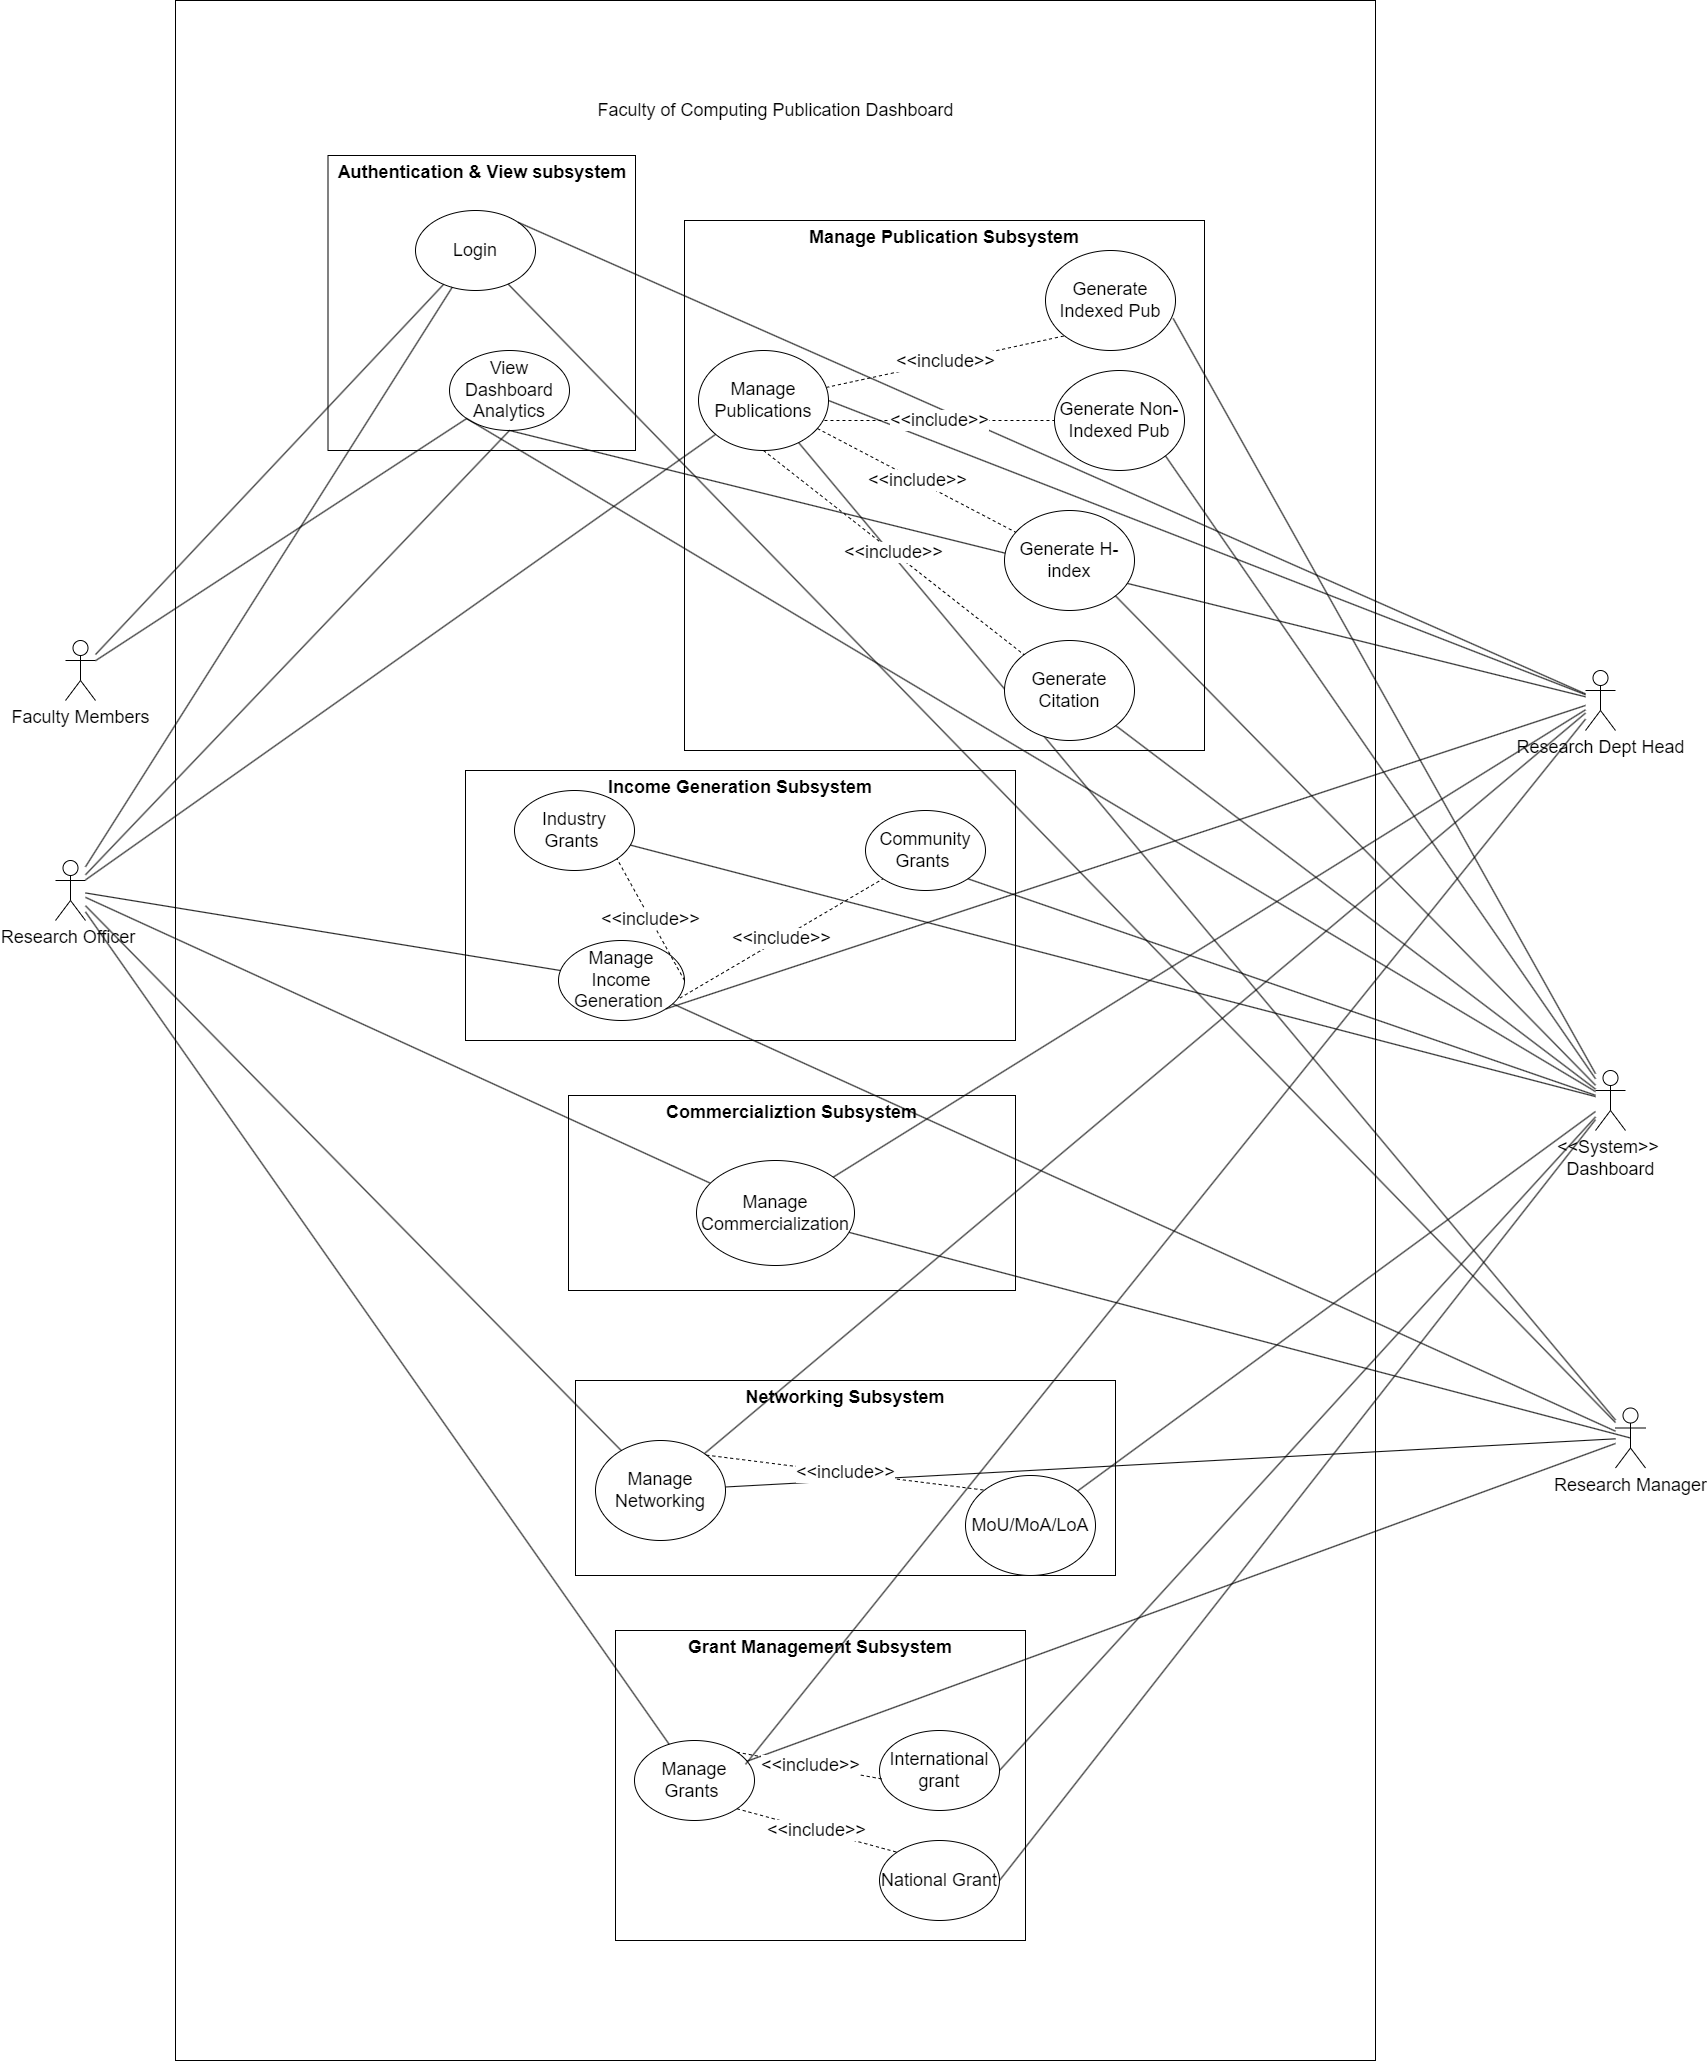 Faculty of Computing Publication Dashboard
Authentication & View subsystem
Login
View
Dashboard
Analytics
Manage Publication Subsystem
Generate
Indexed Pub
<<include>>
Manage
Publications
<<include>>
Generate Non-
Indexed Pub
<<include>>
<<include>>
Generate H-
index
Generate
Citation
Faculty Members
Research Dept Head
Income Generation Subsystem
Industry
Grants
Community
Grants
<<include>>
<<include>>
Manage
Income
Generation
Research Officer
Commercializtion Subsystem
Manage
Commercialization
<<System>>
Dashboard
Networking Subsystem
<<include>>
Manage
Networking
MoU/MoA/LoA
Research Manager
Grant Management Subsystem
Manage
Grants
<<include>>
International
grant
<<include>>
National Grant